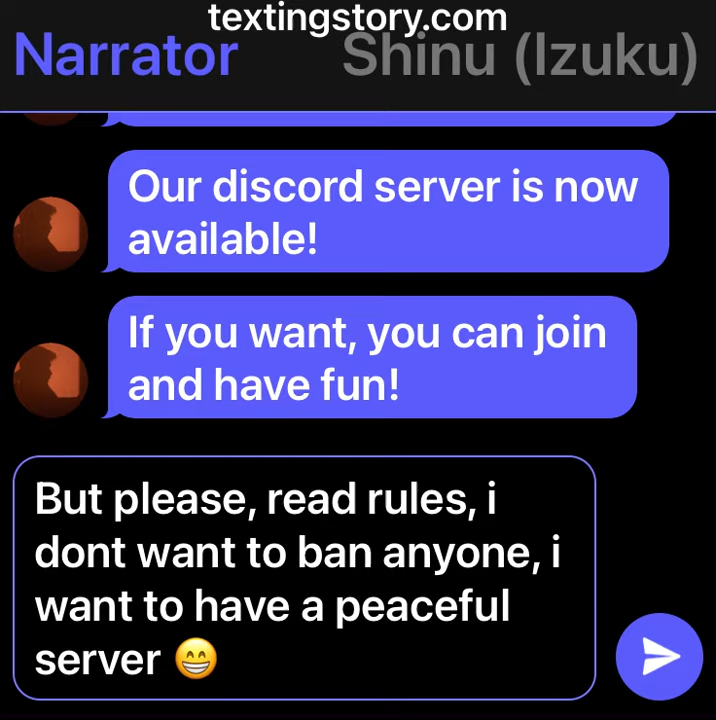 textingstory.com
Narrator
Shinu (Izuku)
Our discord server is now
available!
If you want, you can join
and have fun!
But please, read rules, i
dont want to ban anyone, i
want to have a peaceful
server 😁